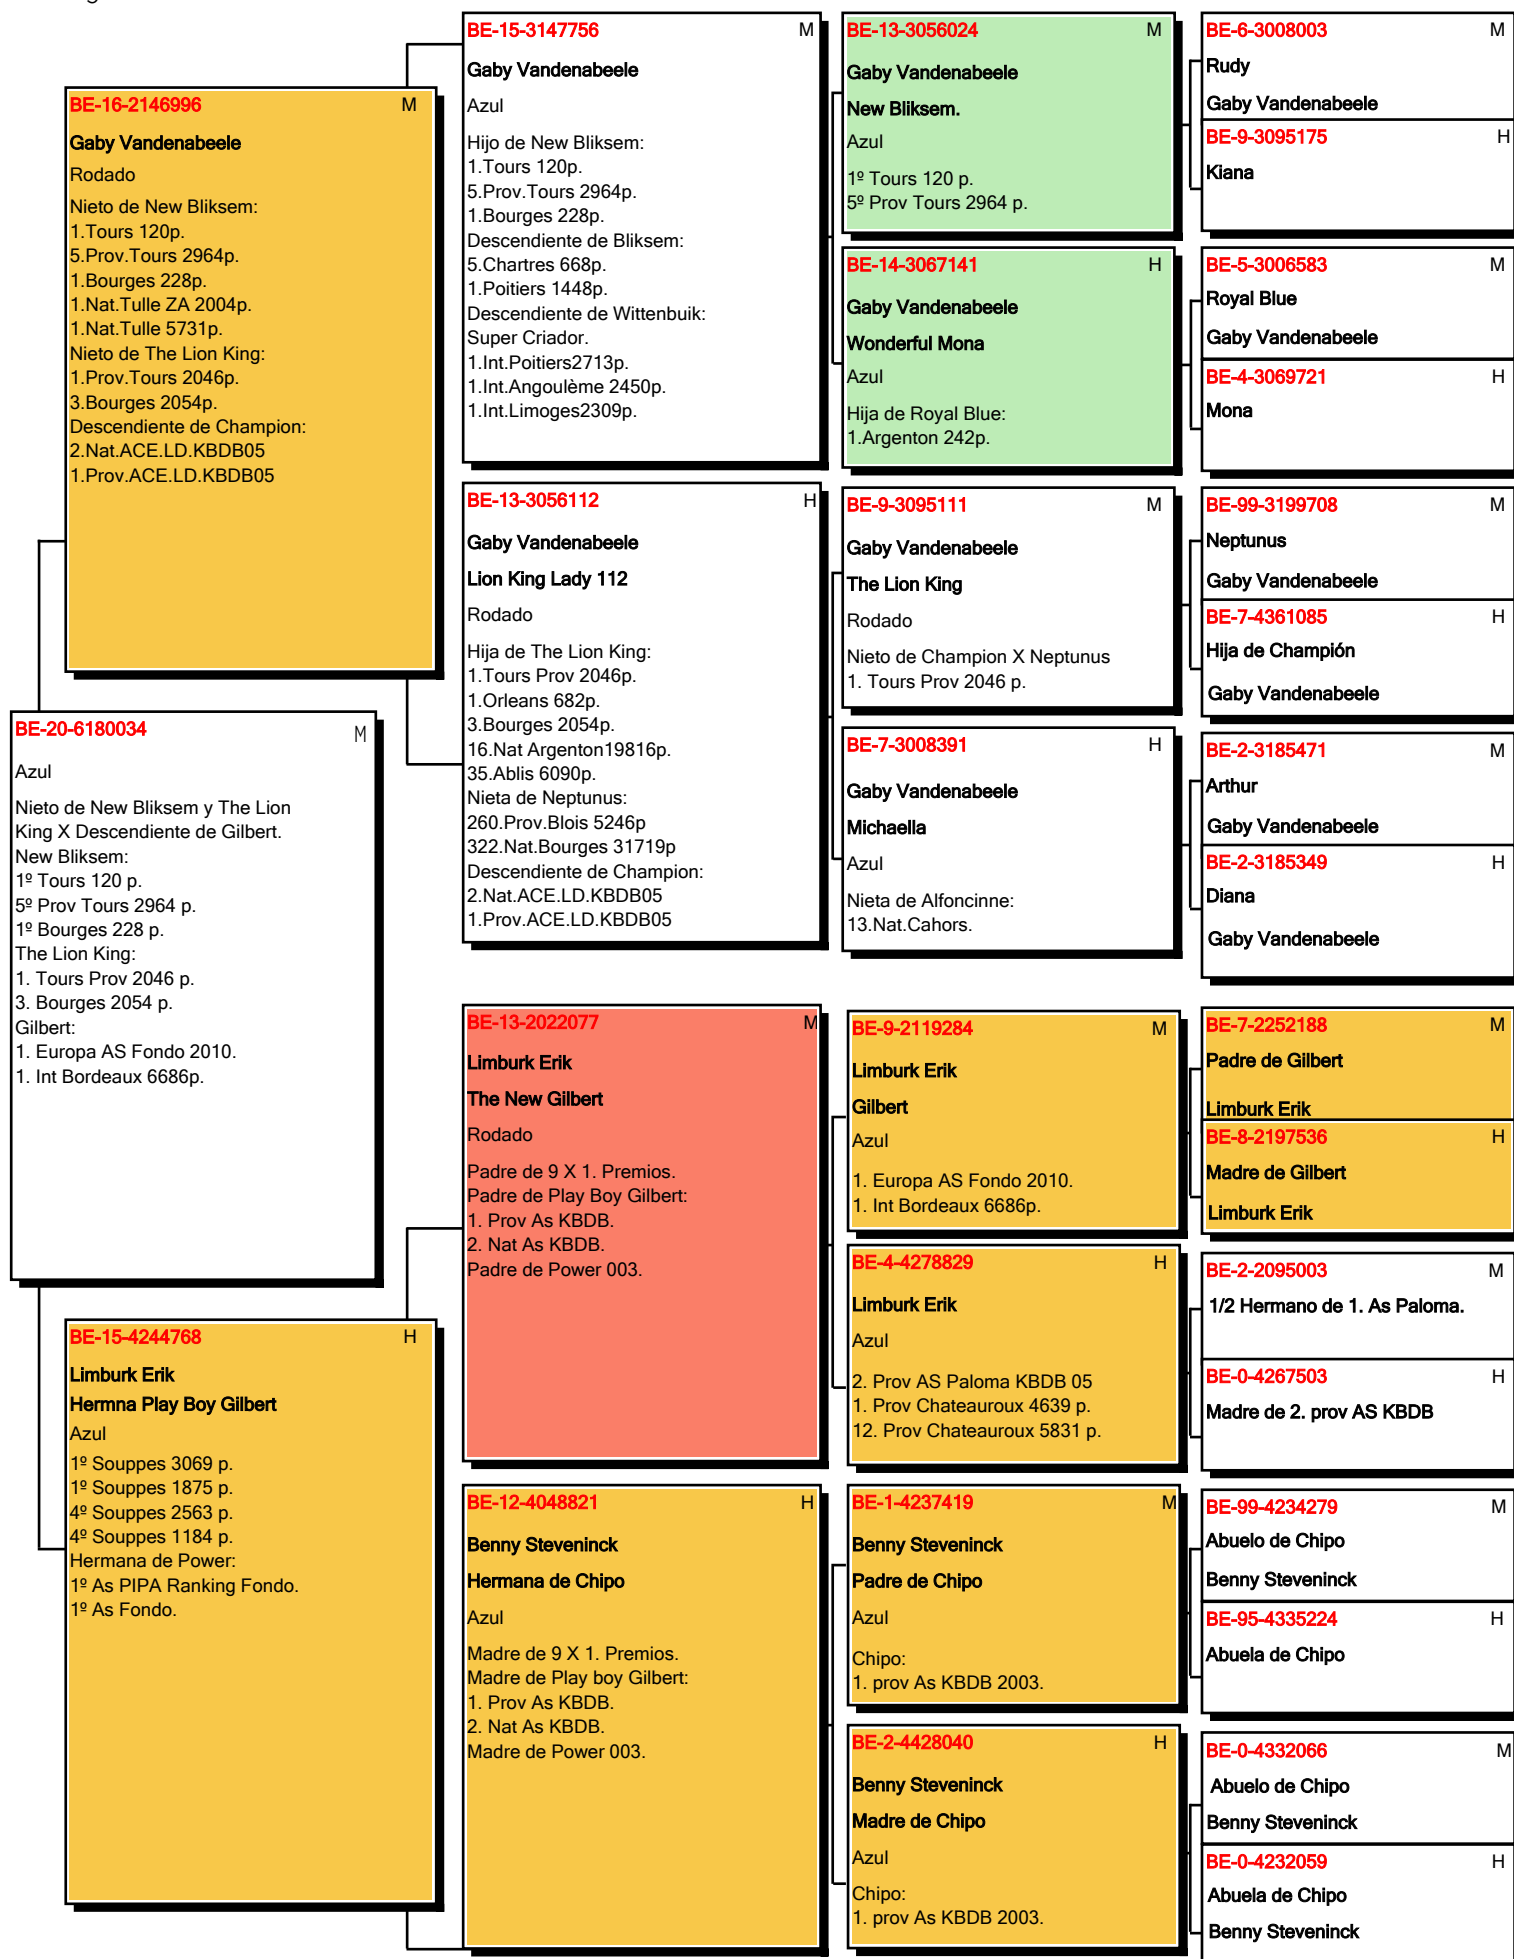 BE-20-6180034 M
Azul
Nieto de New Bliksem y The Lion
King X Descendiente de Gilbert.
New Bliksem:
1º Tours 120 p.
5º Prov Tours 2964 p.
1º Bourges 228 p.
The Lion King:
1. Tours Prov 2046 p.
3. Bourges 2054 p.
Gilbert:
1. Europa AS Fondo 2010.
1. Int Bordeaux 6686p.
BE-16-2146996 M
Gaby Vandenabeele
Rodado
Nieto de New Bliksem:
1.Tours 120p.
5.Prov.Tours 2964p.
1.Bourges 228p.
1.Nat.Tulle ZA 2004p.
1.Nat.Tulle 5731p.
Nieto de The Lion King:
1.Prov.Tours 2046p.
3.Bourges 2054p.
Descendiente de Champion:
2.Nat.ACE.LD.KBDB05
1.Prov.ACE.LD.KBDB05
BE-15-4244768 H
Limburk Erik
Hermna Play Boy Gilbert
Azul
1º Souppes 3069 p.
1º Souppes 1875 p.
4º Souppes 2563 p.
4º Souppes 1184 p.
Hermana de Power:
1º As PIPA Ranking Fondo.
1º As Fondo.
BE-15-3147756 M
Gaby Vandenabeele
Azul
Hijo de New Bliksem:
1.Tours 120p.
5.Prov.Tours 2964p.
1.Bourges 228p.
Descendiente de Bliksem:
5.Chartres 668p.
1.Poitiers 1448p.
Descendiente de Wittenbuik:
Super Criador.
1.Int.Poitiers2713p.
1.Int.Angoulème 2450p.
1.Int.Limoges2309p.
BE-13-3056112 H
Gaby Vandenabeele
Lion King Lady 112
Rodado
Hija de The Lion King:
1.Tours Prov 2046p.
1.Orleans 682p.
3.Bourges 2054p.
16.Nat Argenton19816p.
35.Ablis 6090p.
Nieta de Neptunus:
260.Prov.Blois 5246p
322.Nat.Bourges 31719p
Descendiente de Champion:
2.Nat.ACE.LD.KBDB05
1.Prov.ACE.LD.KBDB05
BE-13-2022077 M
Limburk Erik
The New Gilbert
Rodado
Padre de 9 X 1. Premios.
Padre de Play Boy Gilbert:
1. Prov As KBDB.
2. Nat As KBDB.
Padre de Power 003.
BE-12-4048821 H
Benny Steveninck
Hermana de Chipo
Azul
Madre de 9 X 1. Premios.
Madre de Play boy Gilbert:
1. Prov As KBDB.
2. Nat As KBDB.
Madre de Power 003.
BE-13-3056024 M
Gaby Vandenabeele
New Bliksem.
Azul
1º Tours 120 p.
5º Prov Tours 2964 p.
BE-14-3067141 H
Gaby Vandenabeele
Wonderful Mona
Azul
Hija de Royal Blue:
1.Argenton 242p.
BE-9-3095111 M
Gaby Vandenabeele
The Lion King
Rodado
Nieto de Champion X Neptunus
1. Tours Prov 2046 p.
BE-7-3008391 H
Gaby Vandenabeele
Michaella
Azul
Nieta de Alfoncinne:
13.Nat.Cahors.
BE-9-2119284 M
Limburk Erik
Gilbert
Azul
1. Europa AS Fondo 2010.
1. Int Bordeaux 6686p.
BE-4-4278829 H
Limburk Erik
Azul
2. Prov AS Paloma KBDB 05
1. Prov Chateauroux 4639 p.
12. Prov Chateauroux 5831 p.
BE-1-4237419 M
Benny Steveninck
Padre de Chipo
Azul
Chipo:
1. prov As KBDB 2003.
BE-2-4428040 H
Benny Steveninck
Madre de Chipo
Azul
Chipo:
1. prov As KBDB 2003.
BE-6-3008003 M
Rudy
Gaby Vandenabeele
BE-9-3095175 H
Kiana
BE-5-3006583 M
Royal Blue
Gaby Vandenabeele
BE-4-3069721 H
Mona
BE-99-3199708 M
Neptunus
Gaby Vandenabeele
BE-7-4361085 H
Hija de Champión
Gaby Vandenabeele
BE-2-3185471 M
Arthur
Gaby Vandenabeele
BE-2-3185349 H
Diana
Gaby Vandenabeele
BE-7-2252188 M
Padre de Gilbert
Limburk Erik
BE-8-2197536 H
Madre de Gilbert
Limburk Erik
BE-2-2095003 M
1/2 Hermano de 1. As Paloma.
BE-0-4267503 H
Madre de 2. prov AS KBDB
BE-99-4234279 M
Abuelo de Chipo
Benny Steveninck
BE-95-4335224 H
Abuela de Chipo
BE-0-4332066 M
Abuelo de Chipo
Benny Steveninck
BE-0-4232059 H
Abuela de Chipo
Benny Steveninck